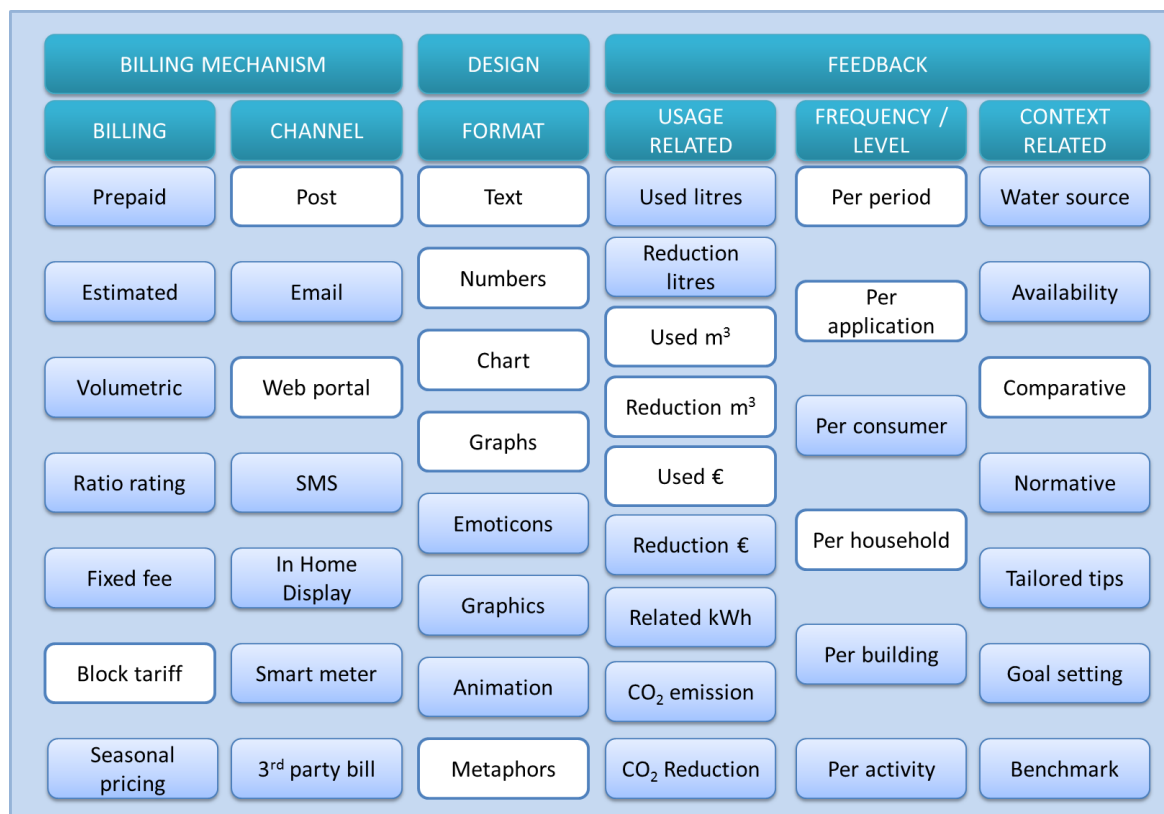 BILLING MECHANISM
DESIGN
FEEDBACK
BILLING
CHANNEL
FORMAT
USAGE
RELATED
FREQUENCY /
LEVEL
CONTEXT
RELATED
Prepaid
Estimated
Volumetric
Ratio rating
Fixed fee
Block tariff
Seasonal
pricing
Post
Email
Web portal
SMS
In Home
Display
Smart meter
3rd party bill
Text
Numbers
Chart
Graphs
Emoticons
Graphics
Animation
Metaphors
Used litres
Reduction
litres
Used m³
Reduction m³
Used €
Reduction €
Related kWh
CO₂ emission
CO₂ Reduction
Per period
Per
application
Per consumer
Per household
Per building
Per activity
Water source
Availability
Comparative
Normative
Tailored tips
Goal setting
Benchmark